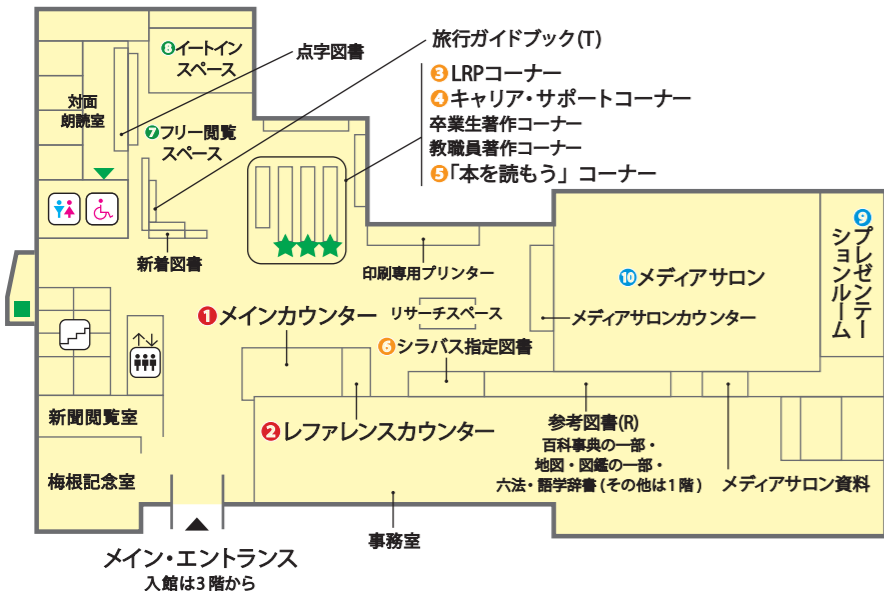 ❽イートイン
スペース
点字図書
旅行ガイドブック(T)
❸LRPコーナー
❹キャリア・サポートコーナー
卒業生著作コーナー
教職員著作コーナー
❺「本を読もう」コーナー
対面
朗読室
❼フリー閲覧
スペース
新着図書
印刷専用プリンター
❾プレゼンテー
ションルーム
❿メディアサロン
❶メインカウンター
リサーチスペース
メディアサロンカウンター
❻シラバス指定図書
新聞閲覧室
❷レファレンスカウンター
参考図書(R)
百科事典の一部・
地図・図鑑の一部・
六法・語学辞書(その他は1階)
メディアサロン資料
梅根記念室
事務室
メイン・エントランス
入館は3階から